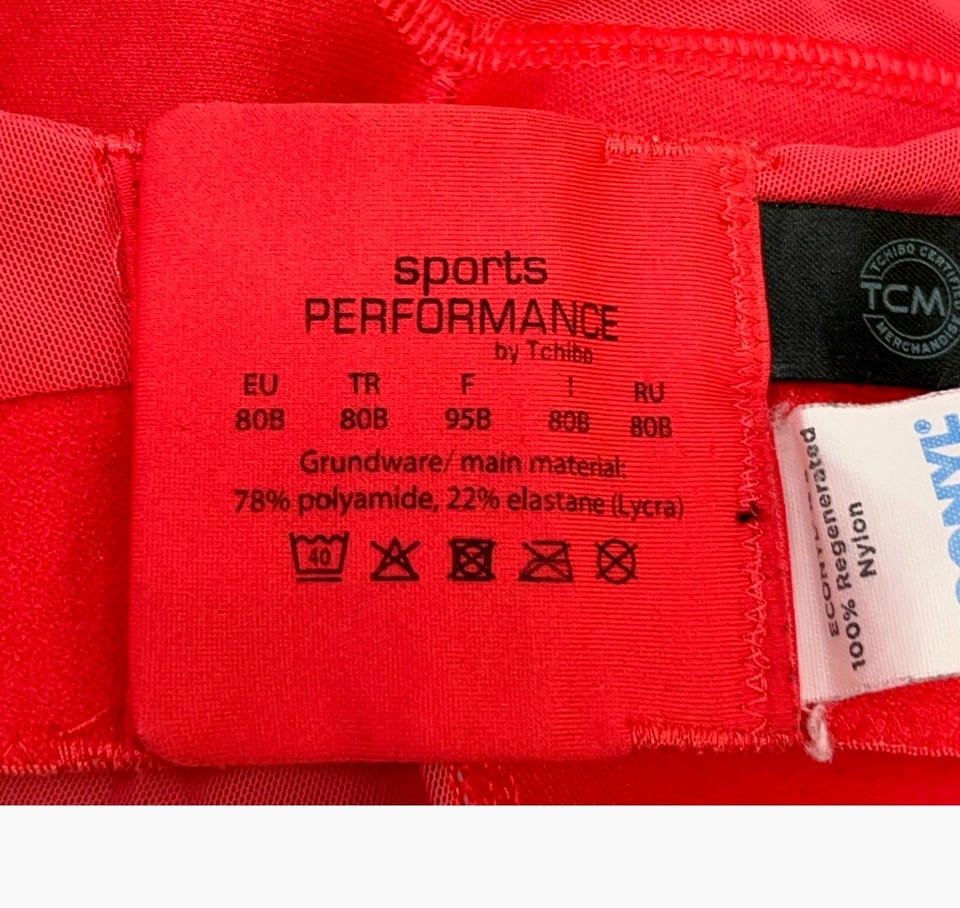 sports
PERFORMANCE
by Tchibo
EU TR F I RU
80B 80B 95B 80B 80B
Grundware/ main material:
78% polyamide, 22% elastane (Lycra)
40
TCHIBO CERTIFIED
TCM
MERCHANDISE
100% Regenerated
Nylon